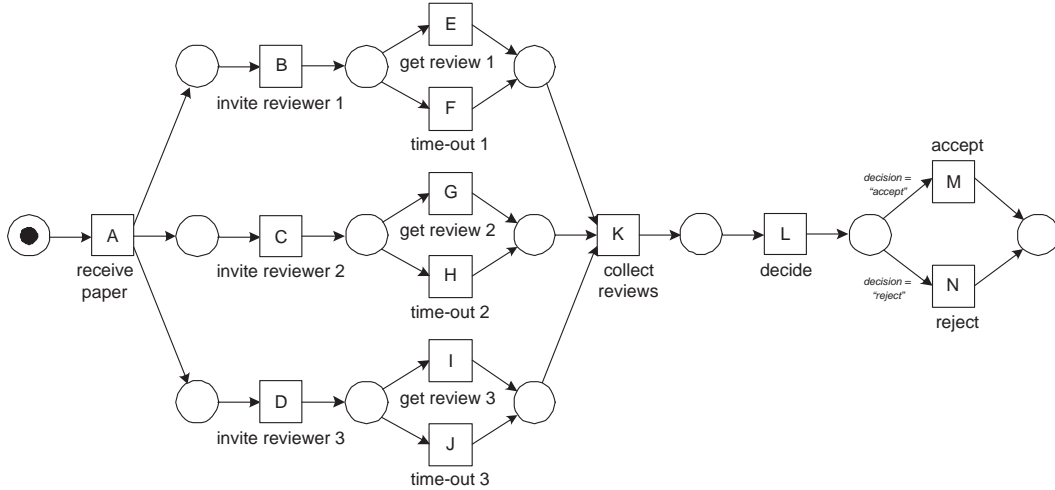 A
receive
paper
B
invite reviewer 1
E
get review 1
F
time-out 1
C
invite reviewer 2
G
get review 2
H
time-out 2
D
invite reviewer 3
I
get review 3
J
time-out 3
K
collect
reviews
L
decide
decision =
"accept"
accept
M
decision =
"reject"
N
reject